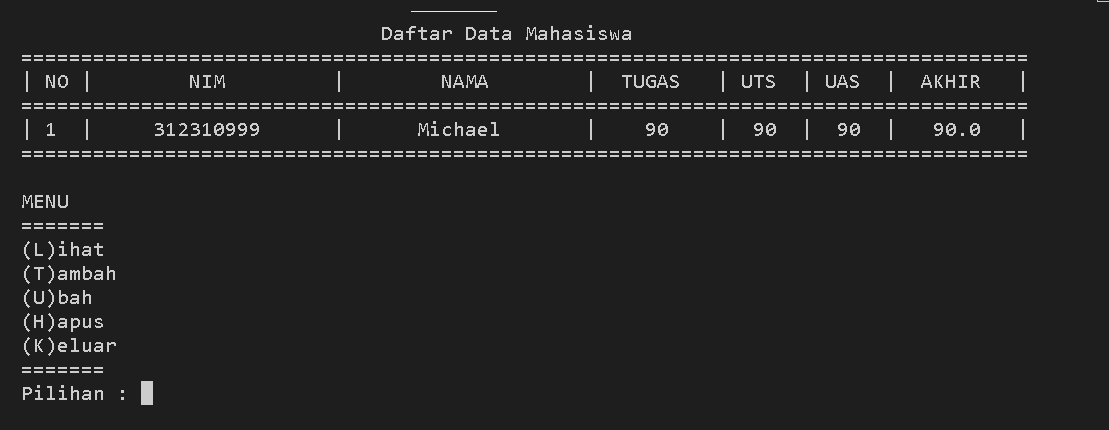 Daftar Data Mahasiswa
====================================================================================
| NO |        NIM         |        NAMA        |  TUGAS   | UTS  | UAS  |  AKHIR   |
====================================================================================
| 1  |     312310999      |      Michael       |    90    |  90  |  90  |   90.0   |
====================================================================================
MENU
=======
(L)ihat
(T)ambah
(U)bah
(H)apus
(K)eluar
=======
Pilihan :